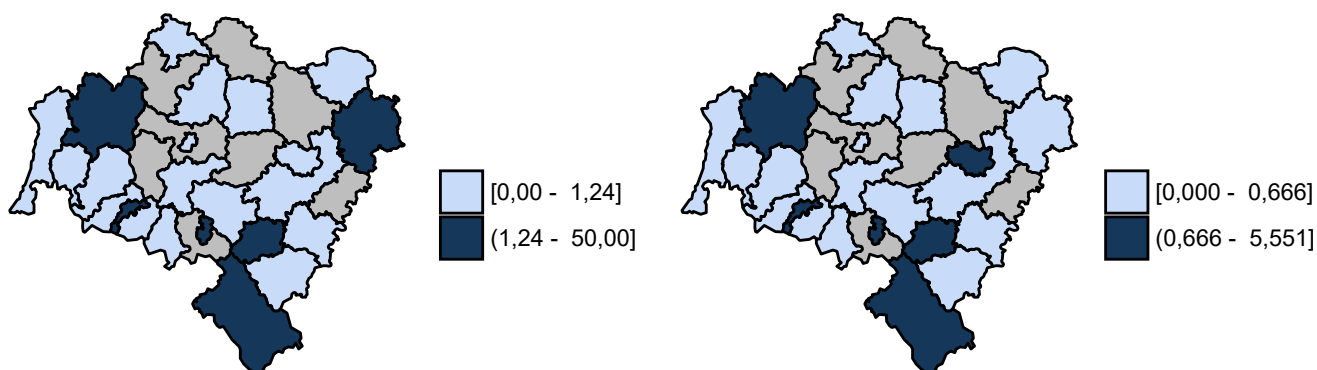 [0,00 -  1,24]
(1,24 - 50,00]
[0,000 -  0,666]
(0,666 -  5,551]